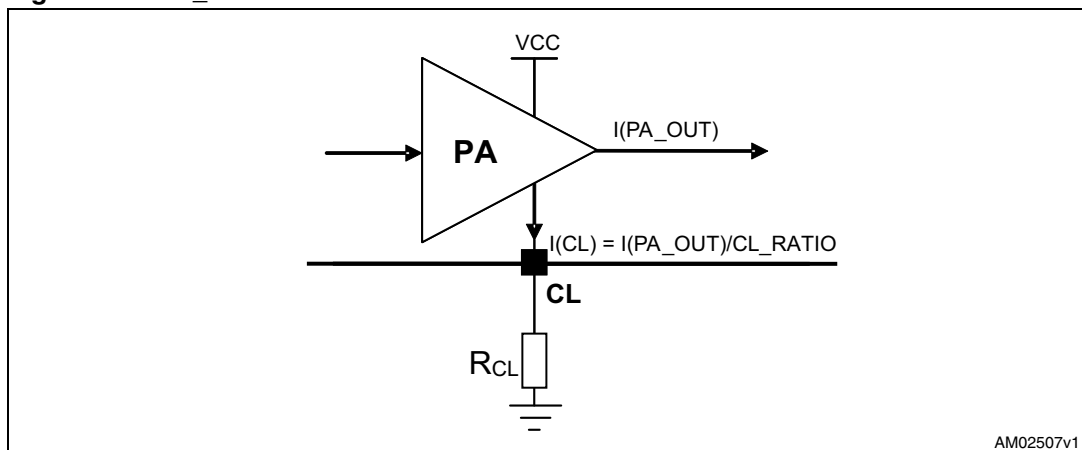 VCC
PA
I(PA_OUT)
I(CL) = I(PA_OUT)/CL_RATIO
CL
RCL
AM02507v1